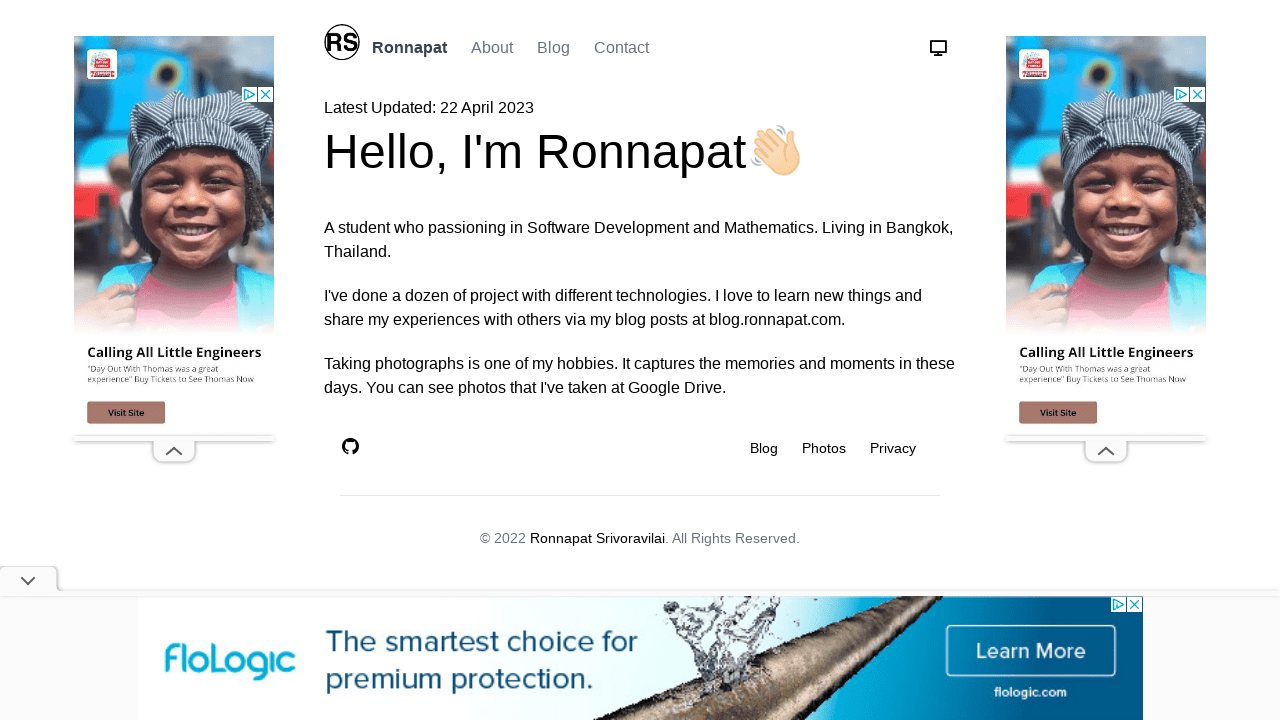 RS Ronnapat About Blog Contact
Latest Updated: 22 April 2023
Hello, I'm Ronnapat
A student who passioning in Software Development and Mathematics. Living in Bangkok,
Thailand.
I've done a dozen of project with different technologies. I love to learn new things and
share my experiences with others via my blog posts at blog.ronnapat.com.
Taking photographs is one of my hobbies. It captures the memories and moments in these
days. You can see photos that I've taken at Google Drive.
Blog Photos Privacy
© 2022 Ronnapat Srivoravilai. All Rights Reserved.
Calling All Little Engineers
"Day Out With Thomas was a great
experience" Buy Tickets to See Thomas Now
Visit Site
Calling All Little Engineers
"Day Out With Thomas was a great
experience" Buy Tickets to See Thomas Now
Visit Site
FloLogic
The smartest choice for
premium protection.
Learn More
flologic.com